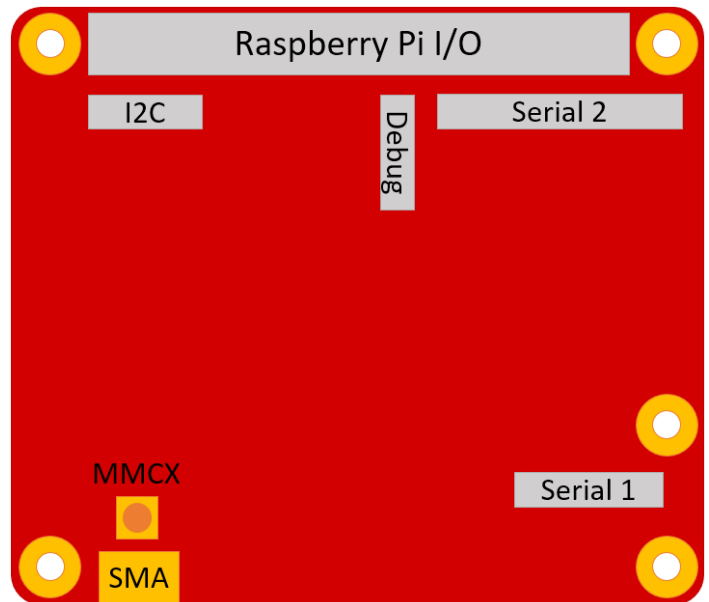 Raspberry Pi I/O
I2C
Debug
Serial 2
MMCX
Serial 1
SMA